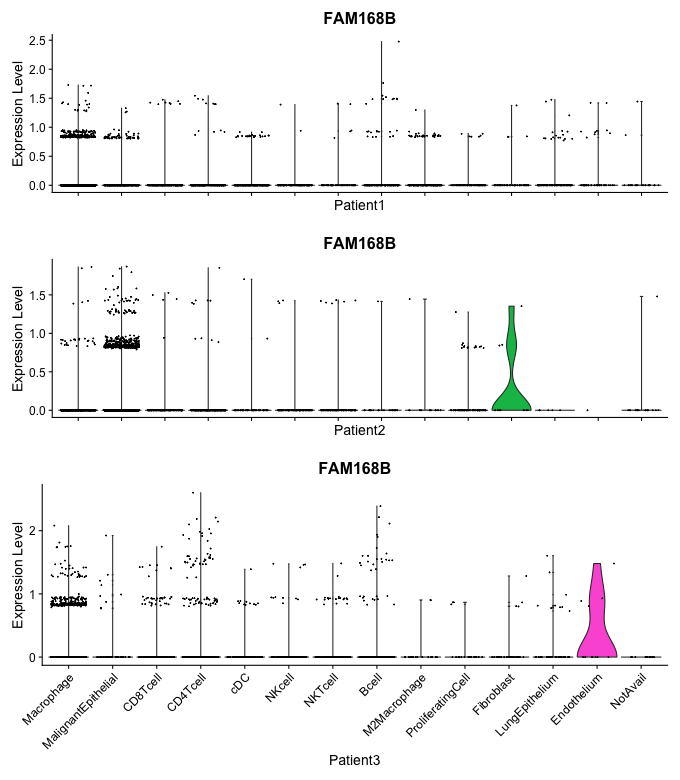 FAM168B
Expression Level
2.5
2.0
1.5
1.0
0.5
0.0
Patient1
FAM168B
Expression Level
1.5
1.0
0.5
0.0
Patient2
FAM168B
Expression Level
2
1
0
Macrophage
MalignantEpithelial
CD8Tcell
CD4Tcell
cDC
NKcell
NKTcell
Bcell
M2Macrophage
ProliferatingCell
Fibroblast
LungEpithelium
Endothelium
NotAvail
Patient3